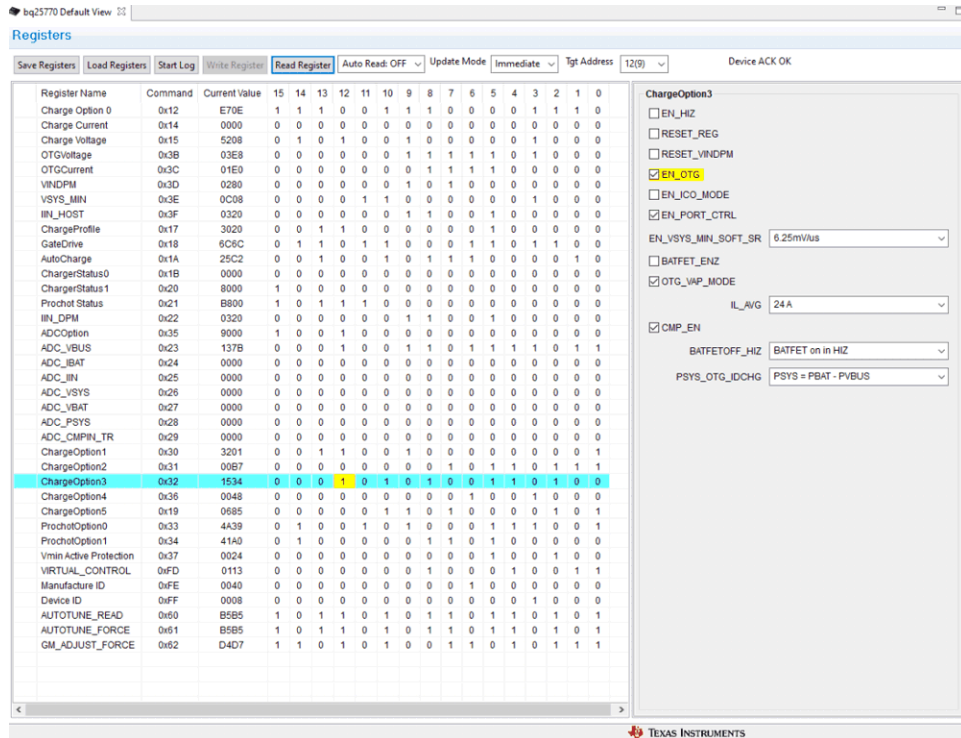 bq25770 Default View
Registers
Save Registers Load Registers Start Log Write Register Read Register Auto Read: OFF Update Mode Immediate Tgt Address 12(9) Device ACK OK
Register Name Command Current Value 15 14 13 12 11 10 9 8 7 6 5 4 3 2 1 0
Charge Option 0 0x12 E70E 1 1 1 0 0 1 1 1 0 0 0 0 1 1 1 0
Charge Current 0x14 0000 0 0 0 0 0 0 0 0 0 0 0 0 0 0 0 0
Charge Voltage 0x15 5208 0 1 0 1 0 0 1 0 0 0 0 0 1 0 0 0
OTGVoltage 0x3B 03E8 0 0 0 0 0 0 1 1 1 1 1 0 1 0 0 0
OTGCurrent 0x3C 01E0 0 0 0 0 0 0 0 1 1 1 1 0 0 0 0 0
VINDPM 0x3D 0280 0 0 0 0 0 0 1 0 1 0 0 0 0 0 0 0
VSYS_MIN 0x3E 0C08 0 0 0 0 1 1 0 0 0 0 0 0 1 0 0 0
IIN_HOST 0x3F 0320 0 0 0 0 0 0 1 1 0 0 1 0 0 0 0 0
ChargeProfile 0x17 3020 0 0 1 1 0 0 0 0 0 0 1 0 0 0 0 0
GateDrive 0x18 6C6C 0 1 1 0 1 1 0 0 0 1 1 0 1 1 0 0
AutoCharge 0x1A 25C2 0 0 1 0 0 1 0 1 1 1 0 0 0 0 1 0
ChargerStatus0 0x1B 0000 0 0 0 0 0 0 0 0 0 0 0 0 0 0 0 0
ChargerStatus1 0x20 8000 1 0 0 0 0 0 0 0 0 0 0 0 0 0 0 0
Prochot Status 0x21 B800 1 0 1 1 1 0 0 0 0 0 0 0 0 0 0 0
IIN_DPM 0x22 0320 0 0 0 0 0 0 1 1 0 0 1 0 0 0 0 0
ADCOption 0x35 9000 1 0 0 1 0 0 0 0 0 0 0 0 0 0 0 0
ADC_VBUS 0x23 137B 0 0 0 1 0 0 1 1 0 1 1 1 1 0 1 1
ADC_IBAT 0x24 0000 0 0 0 0 0 0 0 0 0 0 0 0 0 0 0 0
ADC_IIN 0x25 0000 0 0 0 0 0 0 0 0 0 0 0 0 0 0 0 0
ADC_VSYS 0x26 0000 0 0 0 0 0 0 0 0 0 0 0 0 0 0 0 0
ADC_VBAT 0x27 0000 0 0 0 0 0 0 0 0 0 0 0 0 0 0 0 0
ADC_PSYS 0x28 0000 0 0 0 0 0 0 0 0 0 0 0 0 0 0 0 0
ADC_CMPIN_TR 0x29 0000 0 0 0 0 0 0 0 0 0 0 0 0 0 0 0 0
ChargeOption1 0x30 3201 0 0 1 1 0 0 1 0 0 0 0 0 0 0 0 1
ChargeOption2 0x31 00B7 0 0 0 0 0 0 0 0 1 0 1 1 0 1 1 1
ChargeOption3 0x32 1534 0 0 0 1 0 1 0 1 0 0 1 1 0 1 0 0
ChargeOption4 0x36 0048 0 0 0 0 0 0 0 0 0 1 0 0 1 0 0 0
ChargeOption5 0x19 0685 0 0 0 0 0 1 1 0 1 0 0 0 0 1 0 1
ProchotOption0 0x33 4A39 0 1 0 0 1 0 1 0 0 0 1 1 1 0 0 1
ProchotOption1 0x34 41A0 0 1 0 0 0 0 0 1 1 0 1 0 0 0 0 0
Vmin Active Protection 0x37 0024 0 0 0 0 0 0 0 0 0 0 1 0 0 1 0 0
VIRTUAL_CONTROL 0xFD 0113 0 0 0 0 0 0 0 1 0 0 0 1 0 0 1 1
Manufacture ID 0xFE 0040 0 0 0 0 0 0 0 0 0 1 0 0 0 0 0 0
Device ID 0xFF 0008 0 0 0 0 0 0 0 0 0 0 0 0 1 0 0 0
AUTOTUNE_READ 0x60 B5B5 1 0 1 1 0 1 0 1 1 0 1 1 0 1 0 1
AUTOTUNE_FORCE 0x61 B5B5 1 0 1 1 0 1 0 1 1 0 1 1 0 1 0 1
GM_ADJUST_FORCE 0x62 D4D7 1 1 0 1 0 1 0 0 1 1 0 1 0 1 1 1
ChargeOption3
EN_HIZ
RESET_REG
RESET_VINDPM
EN_OTG
EN_ICO_MODE
EN_PORT_CTRL
EN_VSYS_MIN_SOFT_SR 6.25mV/us
BATFET_ENZ
OTG_VAP_MODE
IL_AVG 24 A
CMP_EN
BATFETOFF_HIZ BATFET on in HIZ
PSYS_OTG_IDCHG PSYS = PBAT - PVBUS
TEXAS INSTRUMENTS